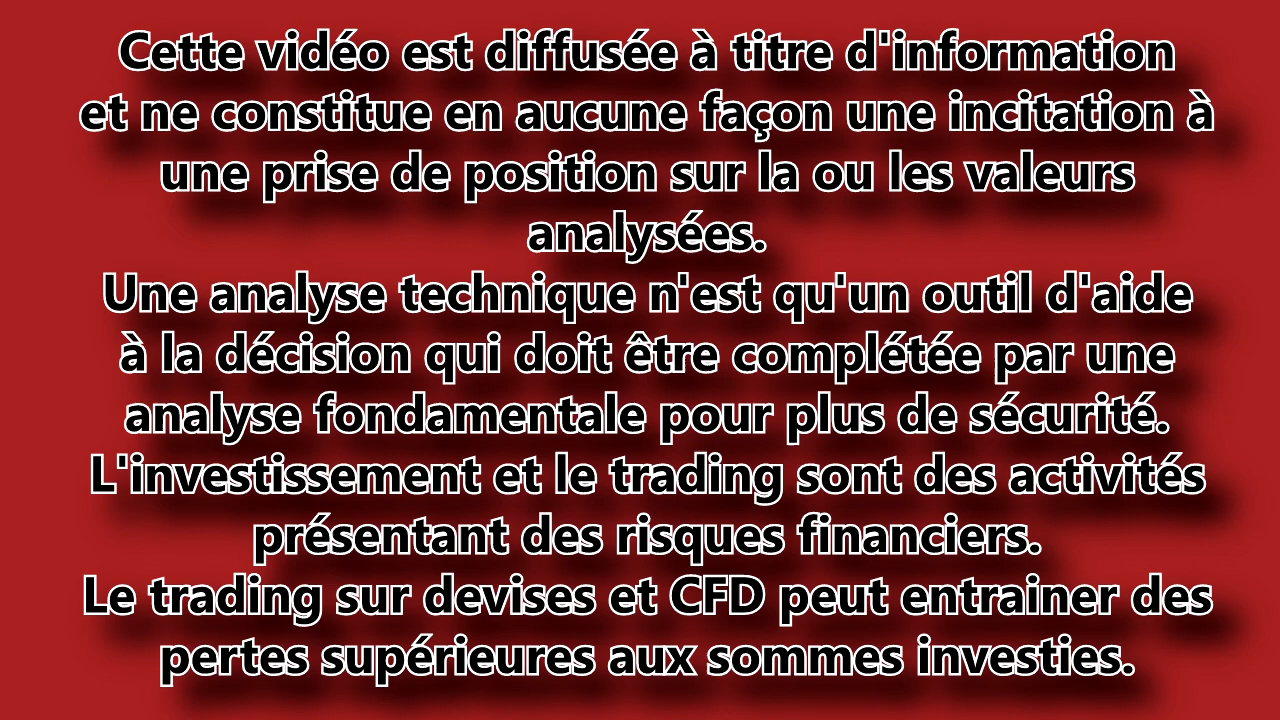 Cette vidéo est diffusée à titre d'information
et ne constitue en aucune façon une incitation à
une prise de position sur la ou les valeurs
analysées.
Une analyse technique n'est qu'un outil d'aide
à la décision qui doit être complétée par une
analyse fondamentale pour plus de sécurité.
L'investissement et le trading sont des activités
présentant des risques financiers.
Le trading sur devises et CFD peut entrainer des
pertes supérieures aux sommes investies.